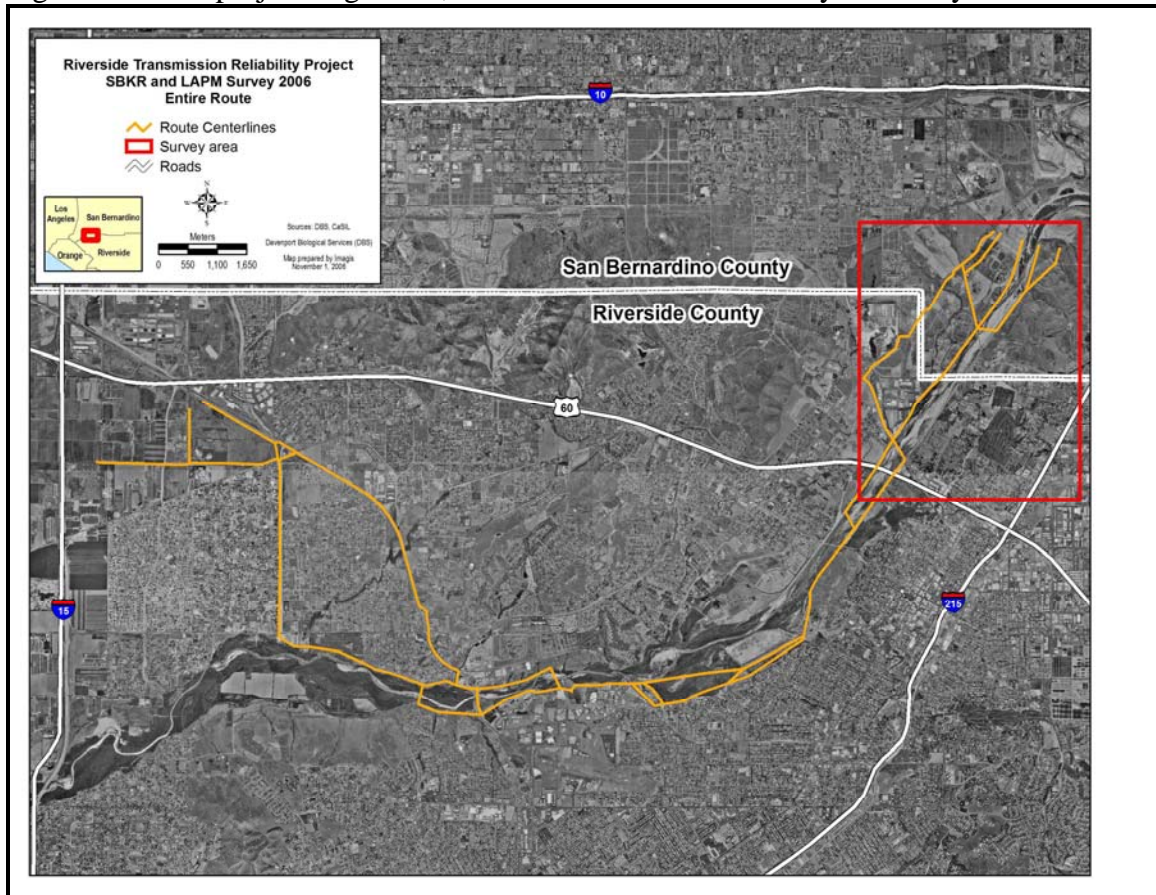 Riverside Transmission Reliability Project
SBKR and LAPM Survey 2006
Entire Route
Route Centerlines
Survey area
Roads
N
Los
Angeles
San Bernardino
Orange
Riverside
Meters
0 550 1,100 1,650
Sources: DBS, CaSIL
Davenport Biological Services (DBS)
Map prepared by Imagis
November 1, 2006
10
San Bernardino County
Riverside County
60
15
215